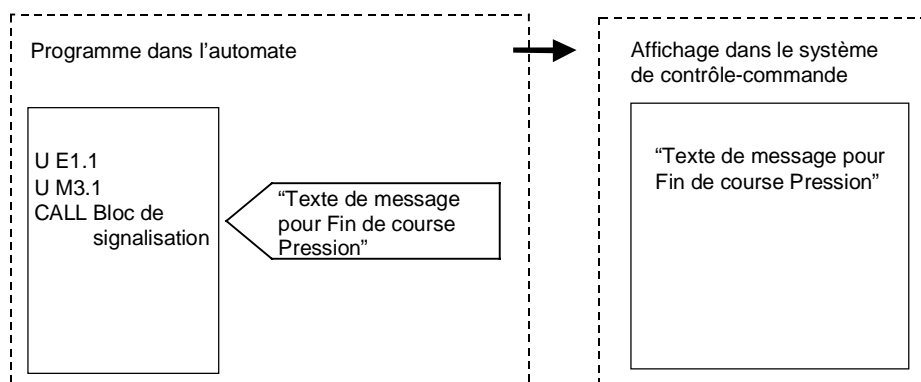 Programme dans l’automate
U E1.1
U M3.1
CALL Bloc de
signalisation
“Texte de message
pour Fin de course
Pression”
Affichage dans le système
de contrôle-commande
“Texte de message pour
Fin de course Pression”